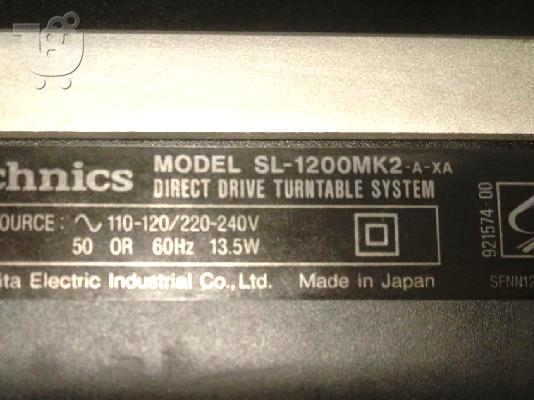 chnics MODEL SL-1200MK2-A-XA
DIRECT DRIVE TURNTABLE SYSTEM
OURCE : ∿ 110-120/220-240V
50 OR 60Hz 13.5W
ita Electric Industrial Co., Ltd. Made in Japan
921574-00
SFNN12